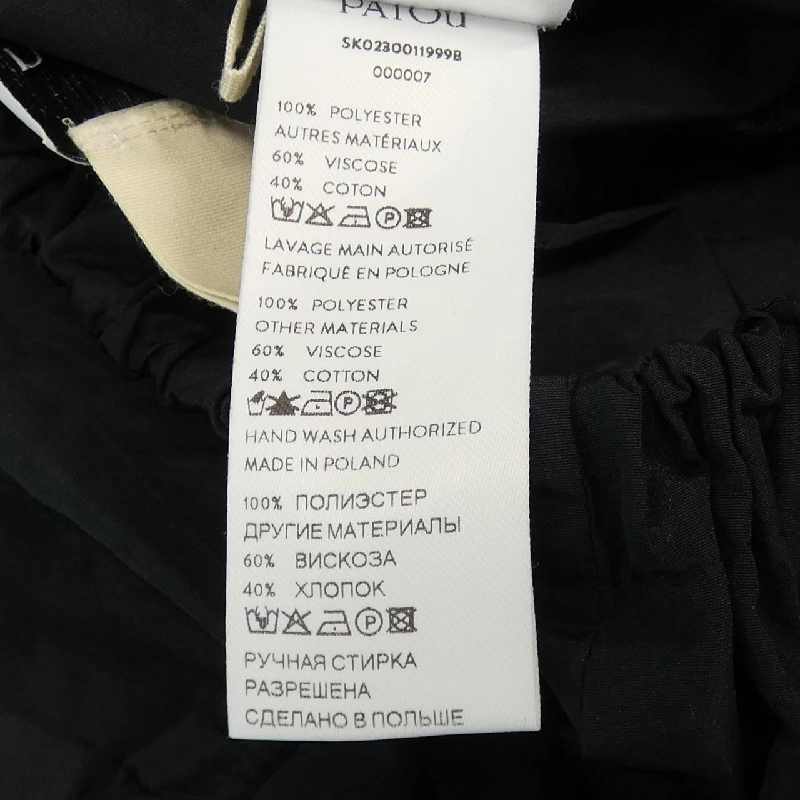 PATOU
SK0230011999B
000007
100% POLYESTER
AUTRES MATÉRIAUX
60% VISCOSE
40% COTON
P
LAVAGE MAIN AUTORISÉ
FABRIQUÉ EN POLOGNE
100% POLYESTER
OTHER MATERIALS
60% VISCOSE
40% COTTON
P
HAND WASH AUTHORIZED
MADE IN POLAND
100% ПОЛИЭСТЕР
ДРУГИЕ МАТЕРИАЛЫ
60% ВИСКОЗА
40% ХЛОПОК
P
РУЧНАЯ СТИРКА
РАЗРЕШЕНА
СДЕЛАНО В ПОЛЬШЕ